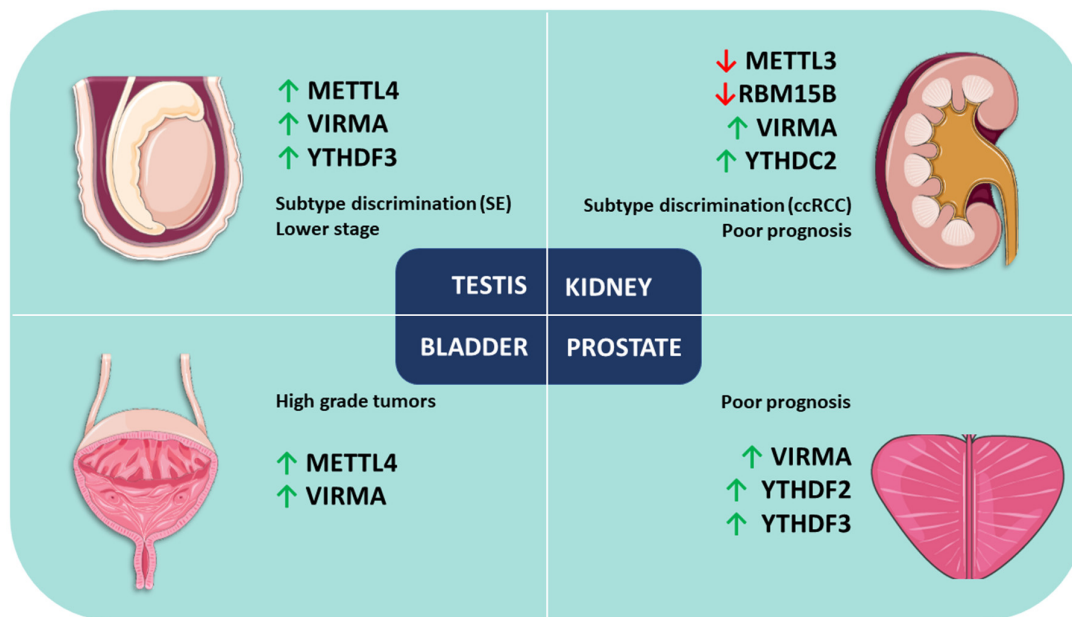 ↑ METTL4
↑ VIRMA
↑ YTHDF3
Subtype discrimination (SE)
Lower stage
↓ METTL3
↓ RBM15B
↑ VIRMA
↑ YTHDC2
Subtype discrimination (ccRCC)
Poor prognosis
TESTIS
KIDNEY
BLADDER
PROSTATE
High grade tumors
↑ METTL4
↑ VIRMA
Poor prognosis
↑ VIRMA
↑ YTHDF2
↑ YTHDF3